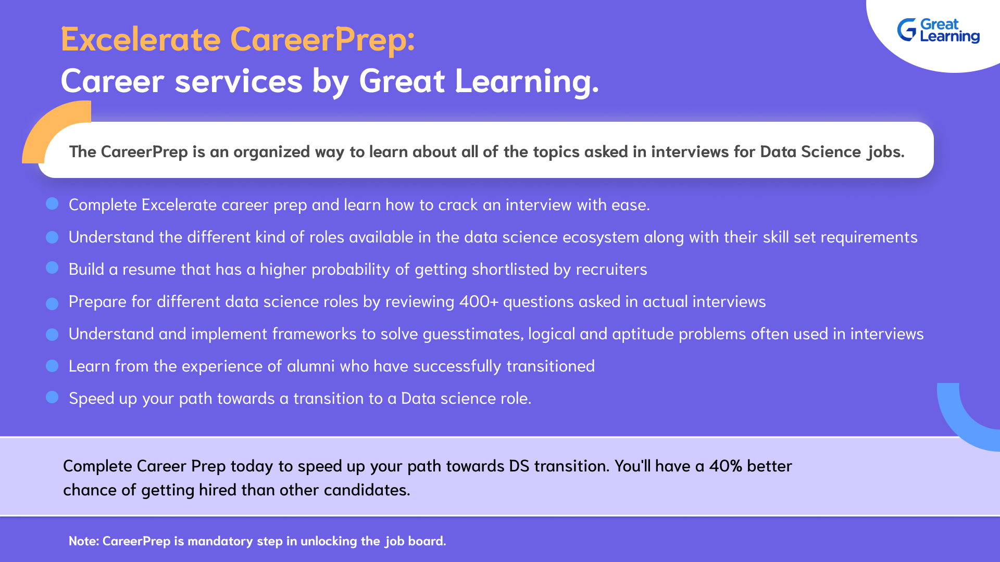 Excelerate CareerPrep:
Career services by Great Learning.
Great
Learning
The CareerPrep is an organized way to learn about all of the topics asked in interviews for Data Science jobs.
Complete Excelerate career prep and learn how to crack an interview with ease.
Understand the different kind of roles available in the data science ecosystem along with their skill set requirements
Build a resume that has a higher probability of getting shortlisted by recruiters
Prepare for different data science roles by reviewing 400+ questions asked in actual interviews
Understand and implement frameworks to solve guesstimates, logical and aptitude problems often used in interviews
Learn from the experience of alumni who have successfully transitioned
Speed up your path towards a transition to a Data science role.
Complete Career Prep today to speed up your path towards DS transition. You'll have a 40% better
chance of getting hired than other candidates.
Note: CareerPrep is mandatory step in unlocking the job board.